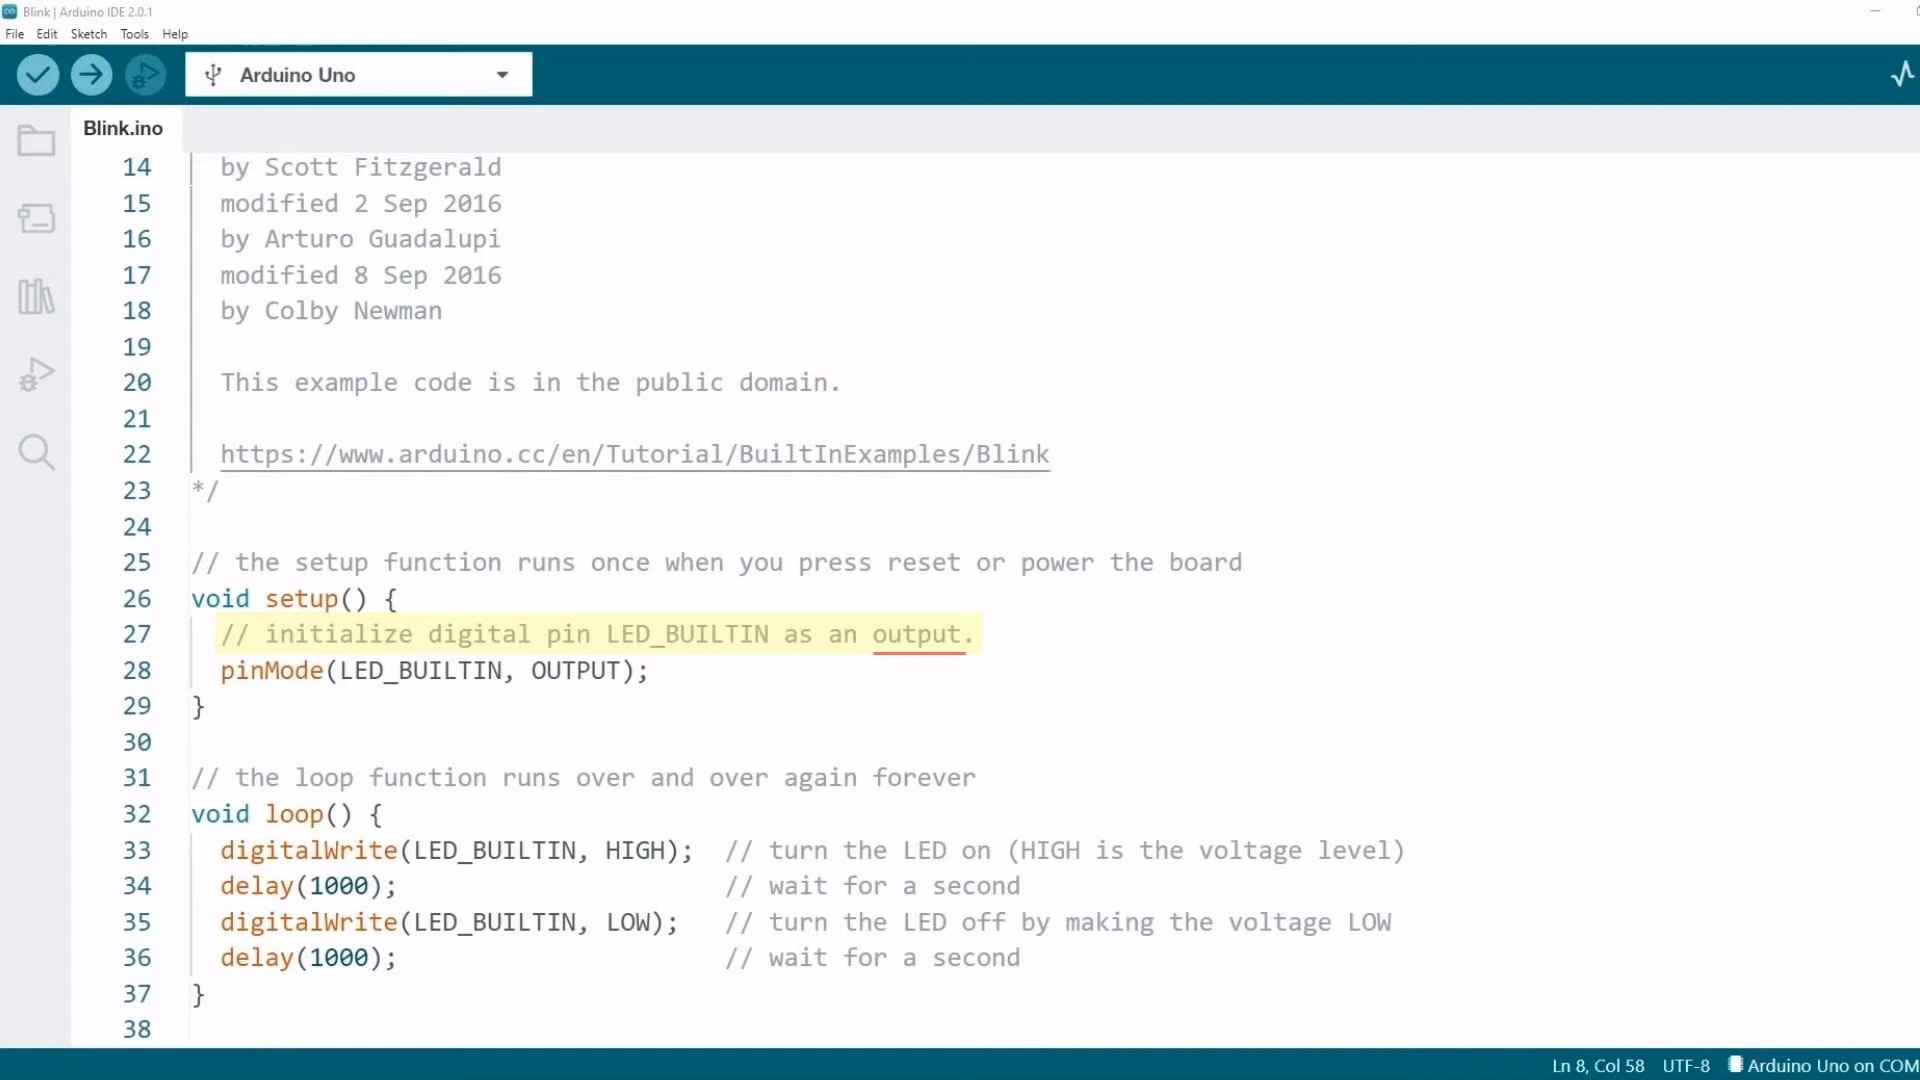 Blink | Arduino IDE 2.0.1
File Edit Sketch Tools Help
Arduino Uno
Blink.ino
14 by Scott Fitzgerald
15 modified 2 Sep 2016
16 by Arturo Guadalupi
17 modified 8 Sep 2016
18 by Colby Newman
19
20 This example code is in the public domain.
21
22 https://www.arduino.cc/en/Tutorial/BuiltInExamples/Blink
23 */
24
25 // the setup function runs once when you press reset or power the board
26 void setup() {
27 // initialize digital pin LED_BUILTIN as an output.
28 pinMode(LED_BUILTIN, OUTPUT);
29 }
30
31 // the loop function runs over and over again forever
32 void loop() {
33 digitalWrite(LED_BUILTIN, HIGH); // turn the LED on (HIGH is the voltage level)
34 delay(1000); // wait for a second
35 digitalWrite(LED_BUILTIN, LOW); // turn the LED off by making the voltage LOW
36 delay(1000); // wait for a second
37 }
38
Ln 8, Col 58 UTF-8 Arduino Uno on COM